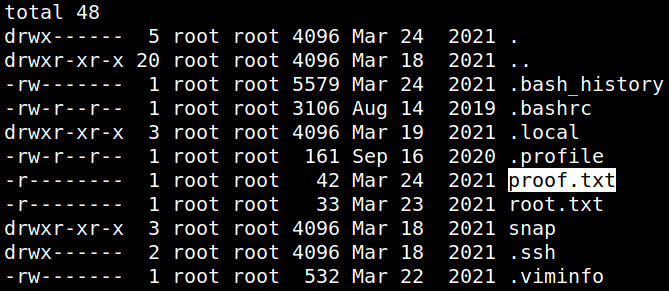 total 48
drwx------  5 root root 4096 Mar 24  2021 .
drwxr-xr-x 20 root root 4096 Mar 18  2021 ..
-rw-------  1 root root 5579 Mar 24  2021 .bash_history
-rw-r--r--  1 root root 3106 Aug 14  2019 .bashrc
drwxr-xr-x  3 root root 4096 Mar 19  2021 .local
-rw-r--r--  1 root root  161 Sep 16  2020 .profile
-r--------  1 root root   42 Mar 24  2021 proof.txt
-r--------  1 root root   33 Mar 23  2021 root.txt
drwxr-xr-x  3 root root 4096 Mar 18  2021 snap
drwx------  2 root root 4096 Mar 18  2021 .ssh
-rw-------  1 root root  532 Mar 22  2021 .viminfo